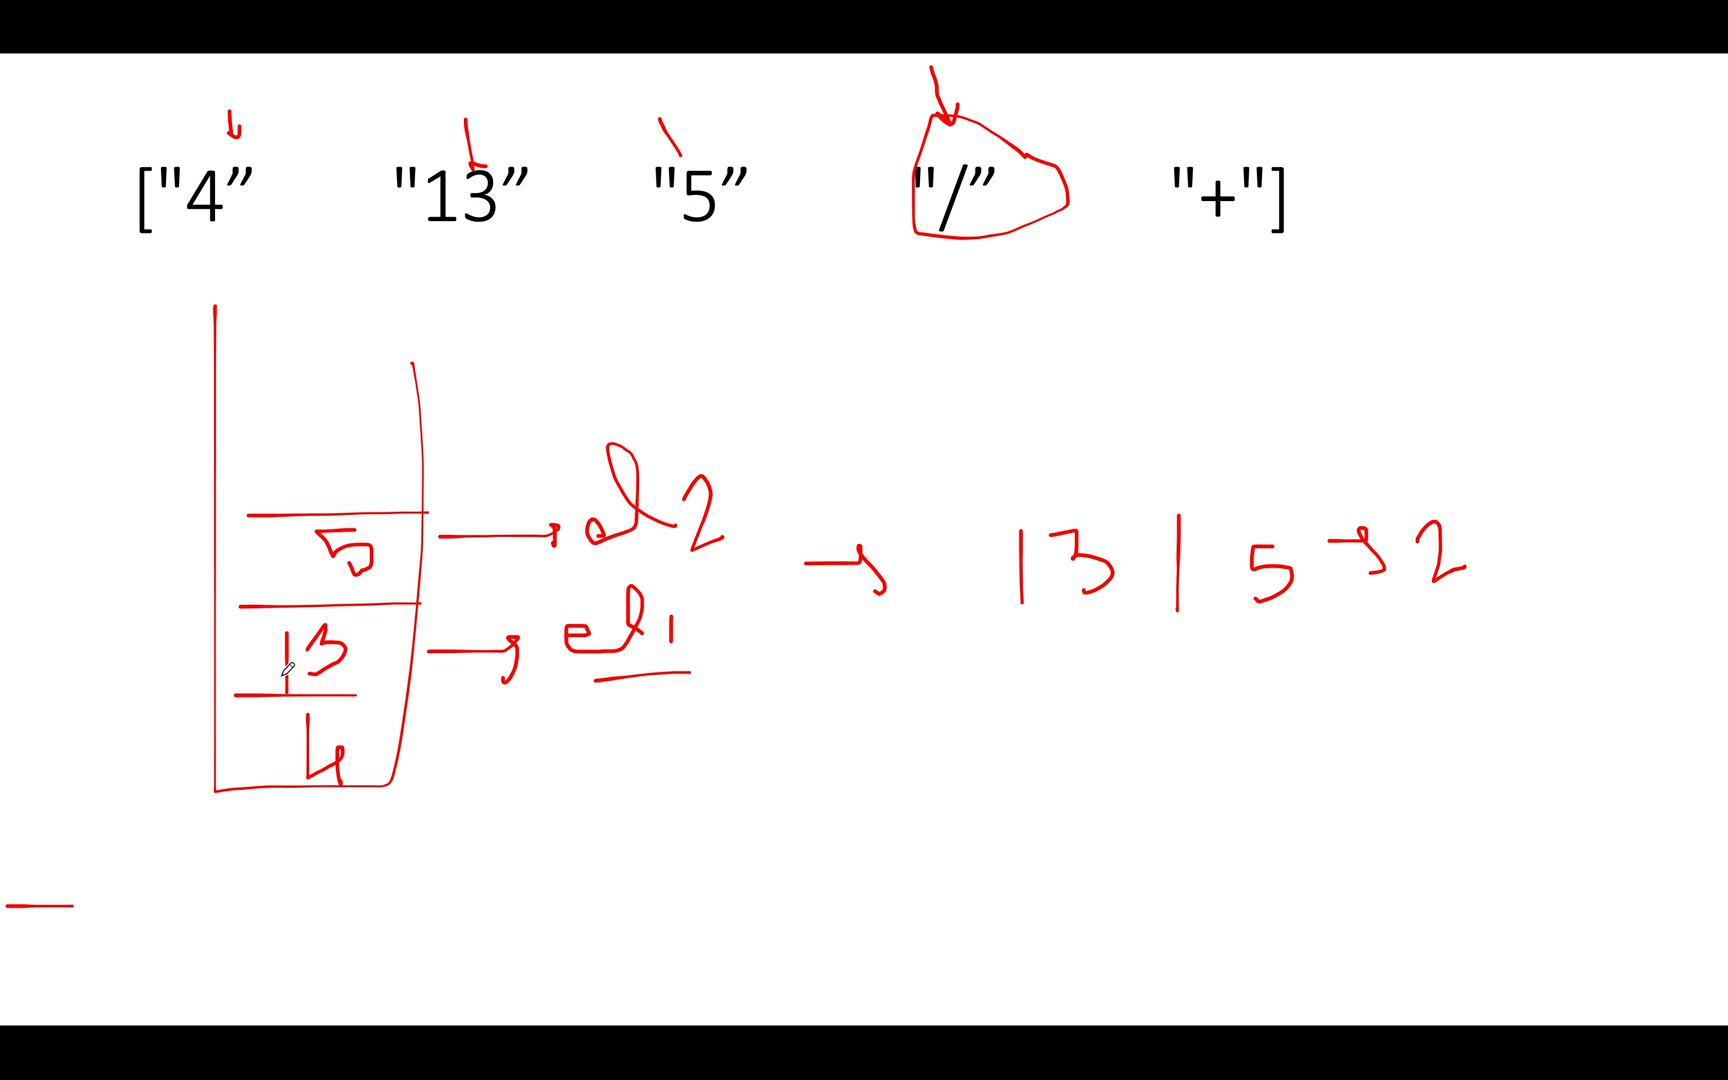 ["4” "13” "5” "/” "+"]
5 → el2
→ 13 | 5 → 2
13 → el1
4